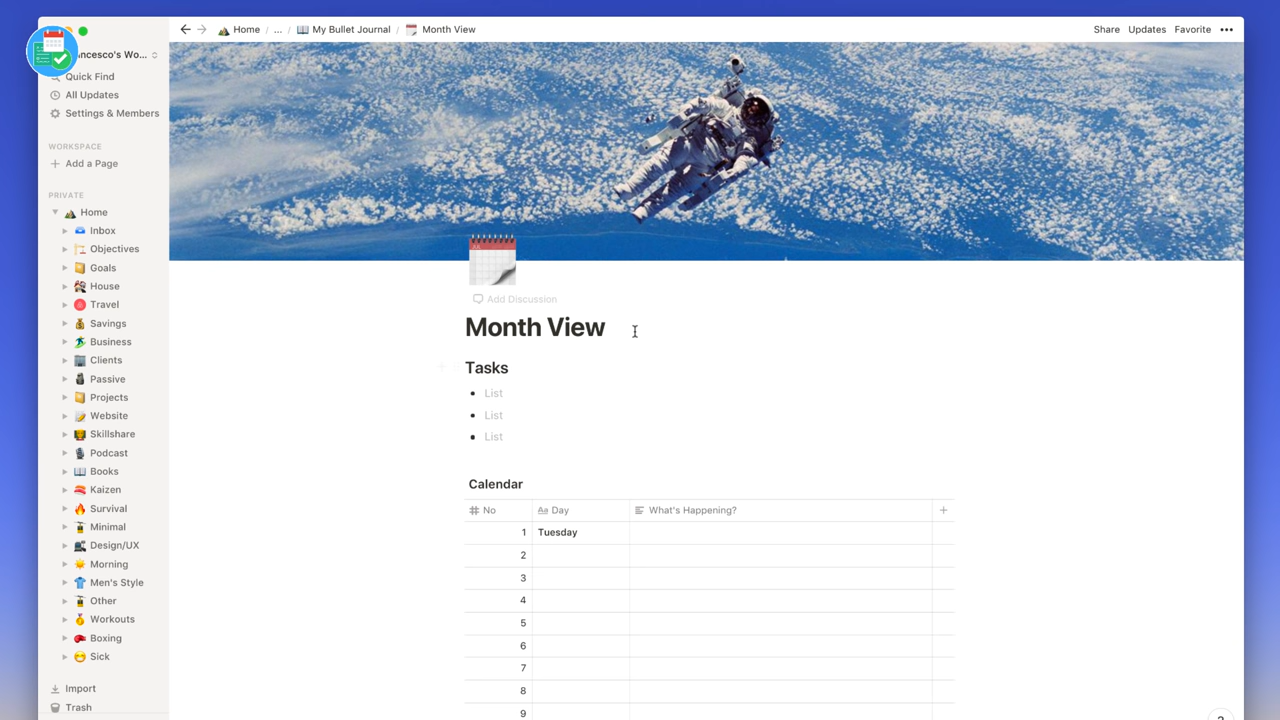 Home / ... / My Bullet Journal / Month View
Share Updates Favorite •••
ncesco's Wo...
Quick Find
All Updates
Settings & Members
WORKSPACE
Add a Page
PRIVATE
Home
Inbox
Objectives
Goals
House
Travel
Savings
Business
Clients
Passive
Projects
Website
Skillshare
Podcast
Books
Kaizen
Survival
Minimal
Design/UX
Morning
Men's Style
Other
Workouts
Boxing
Sick
Import
Trash
Add Discussion
Month View
Tasks
• List
• List
• List
Calendar
No Aa Day What's Happening? +
1 Tuesday
2
3
4
5
6
7
8
9
?